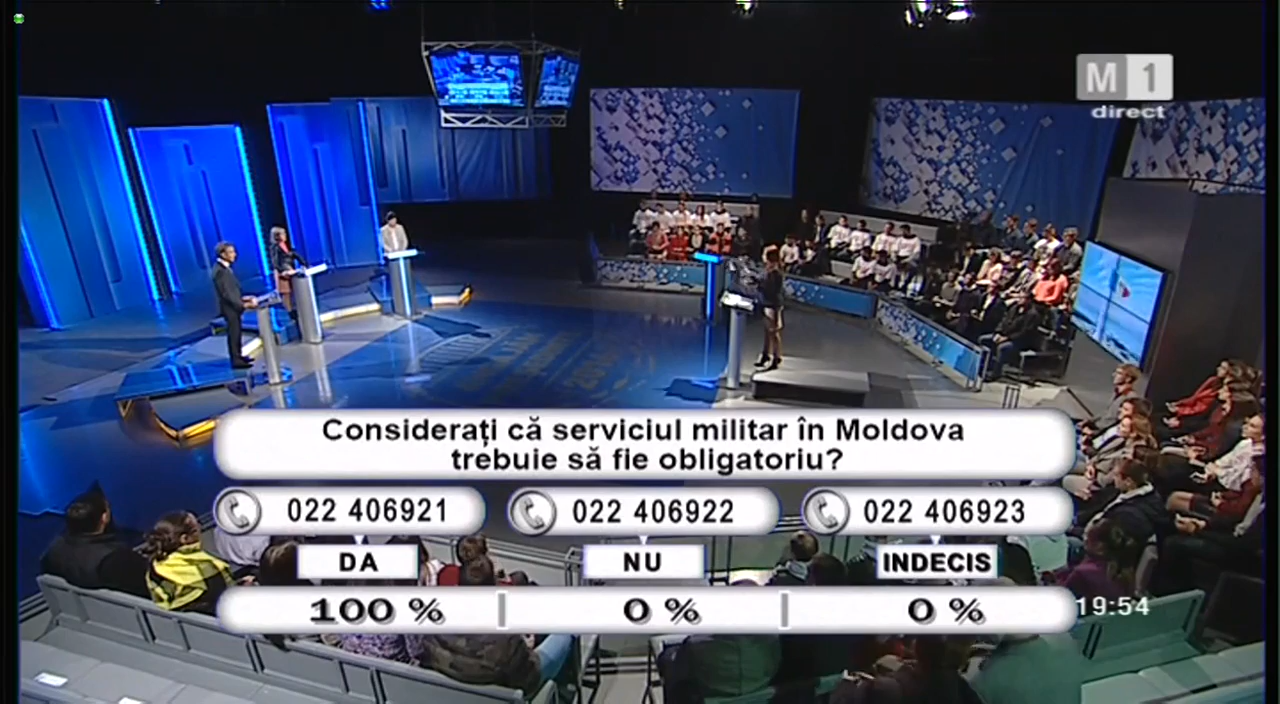 M 1
direct
Considerați că serviciul militar în Moldova
trebuie să fie obligatoriu?
022 406921 022 406922 022 406923
DA NU INDECIS
100 % 0 % 0 %
19:54